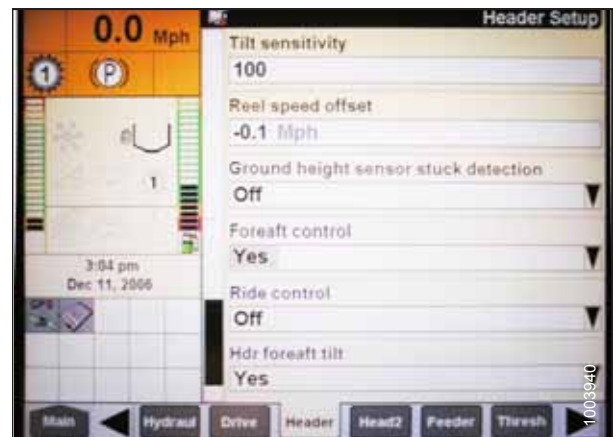 0.0 Mph
1
P
1
3:04 pm
Dec 11, 2006
GPS
Header Setup
Tilt sensitivity
100
Reel speed offset
-0.1 Mph
Ground height sensor stuck detection
Off
Foreaft control
Yes
Ride control
Off
Hdr foreaft tilt
Yes
Main
Hydraul
Drive
Header
Head2
Feeder
Thresh
1003940